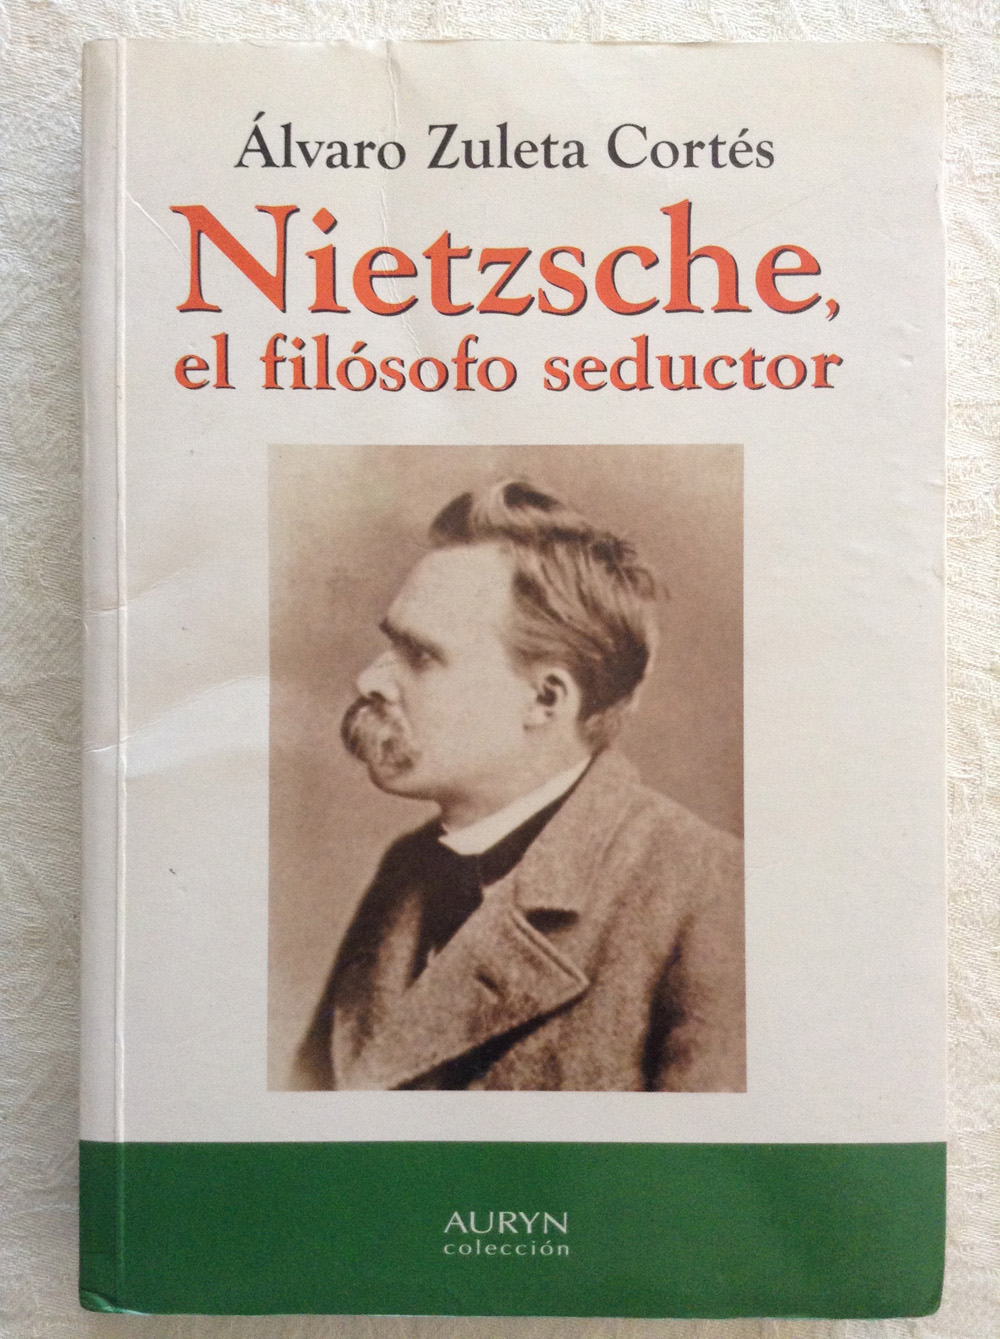 Álvaro Zuleta Cortés
Nietzsche,
el filósofo seductor
AURYN
colección